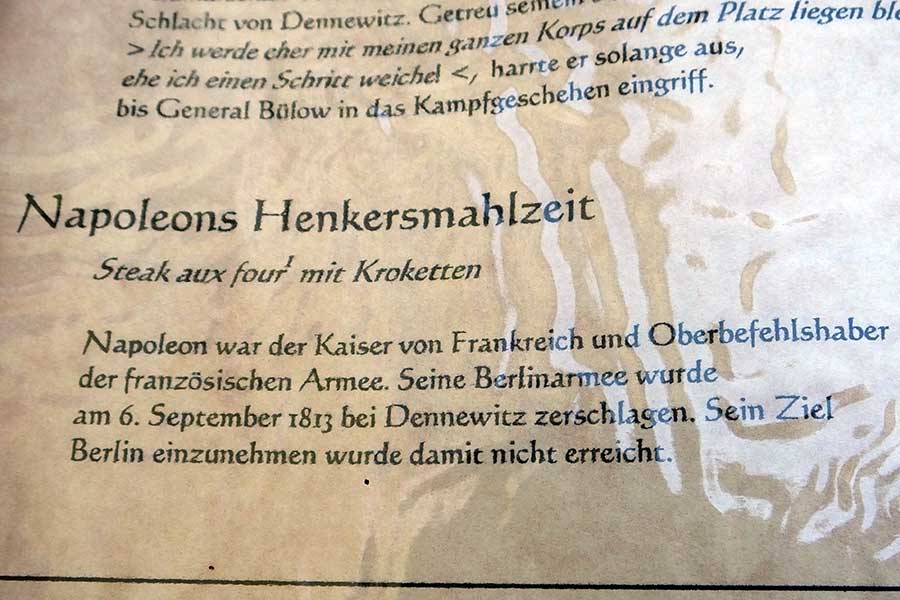 Schlacht von Dennewitz. Getreu
> Ich werde eher mit meinen ganzen Korps auf dem Platz liegen
ehe ich einen Schritt weiche! <, harrte er solange aus,
bis General Bülow in das Kampfgeschehen eingriff.
Napoleons Henkersmahlzeit
Steak aux four¹ mit Kroketten
Napoleon war der Kaiser von Frankreich und Oberbefehlshaber
der französischen Armee. Seine Berlinarmee wurde
am 6. September 1813 bei Dennewitz zerschlagen. Sein Ziel
Berlin einzunehmen wurde damit nicht erreicht.